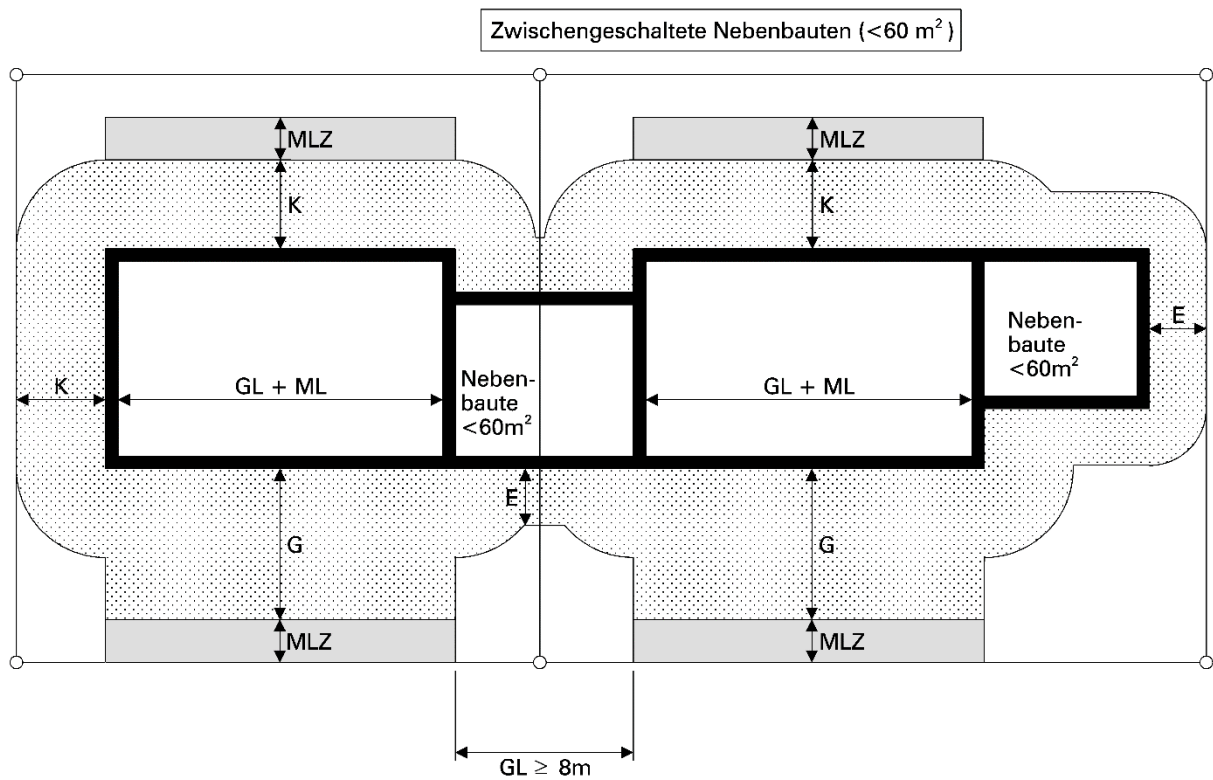 Zwischengeschaltete Nebenbauten (<60 m²)
MLZ
MLZ
K
K
Neben-
baute
<60m²
E
K
GL + ML
Neben-
baute
<60m²
GL + ML
E
G
G
MLZ
MLZ
GL ≥ 8m